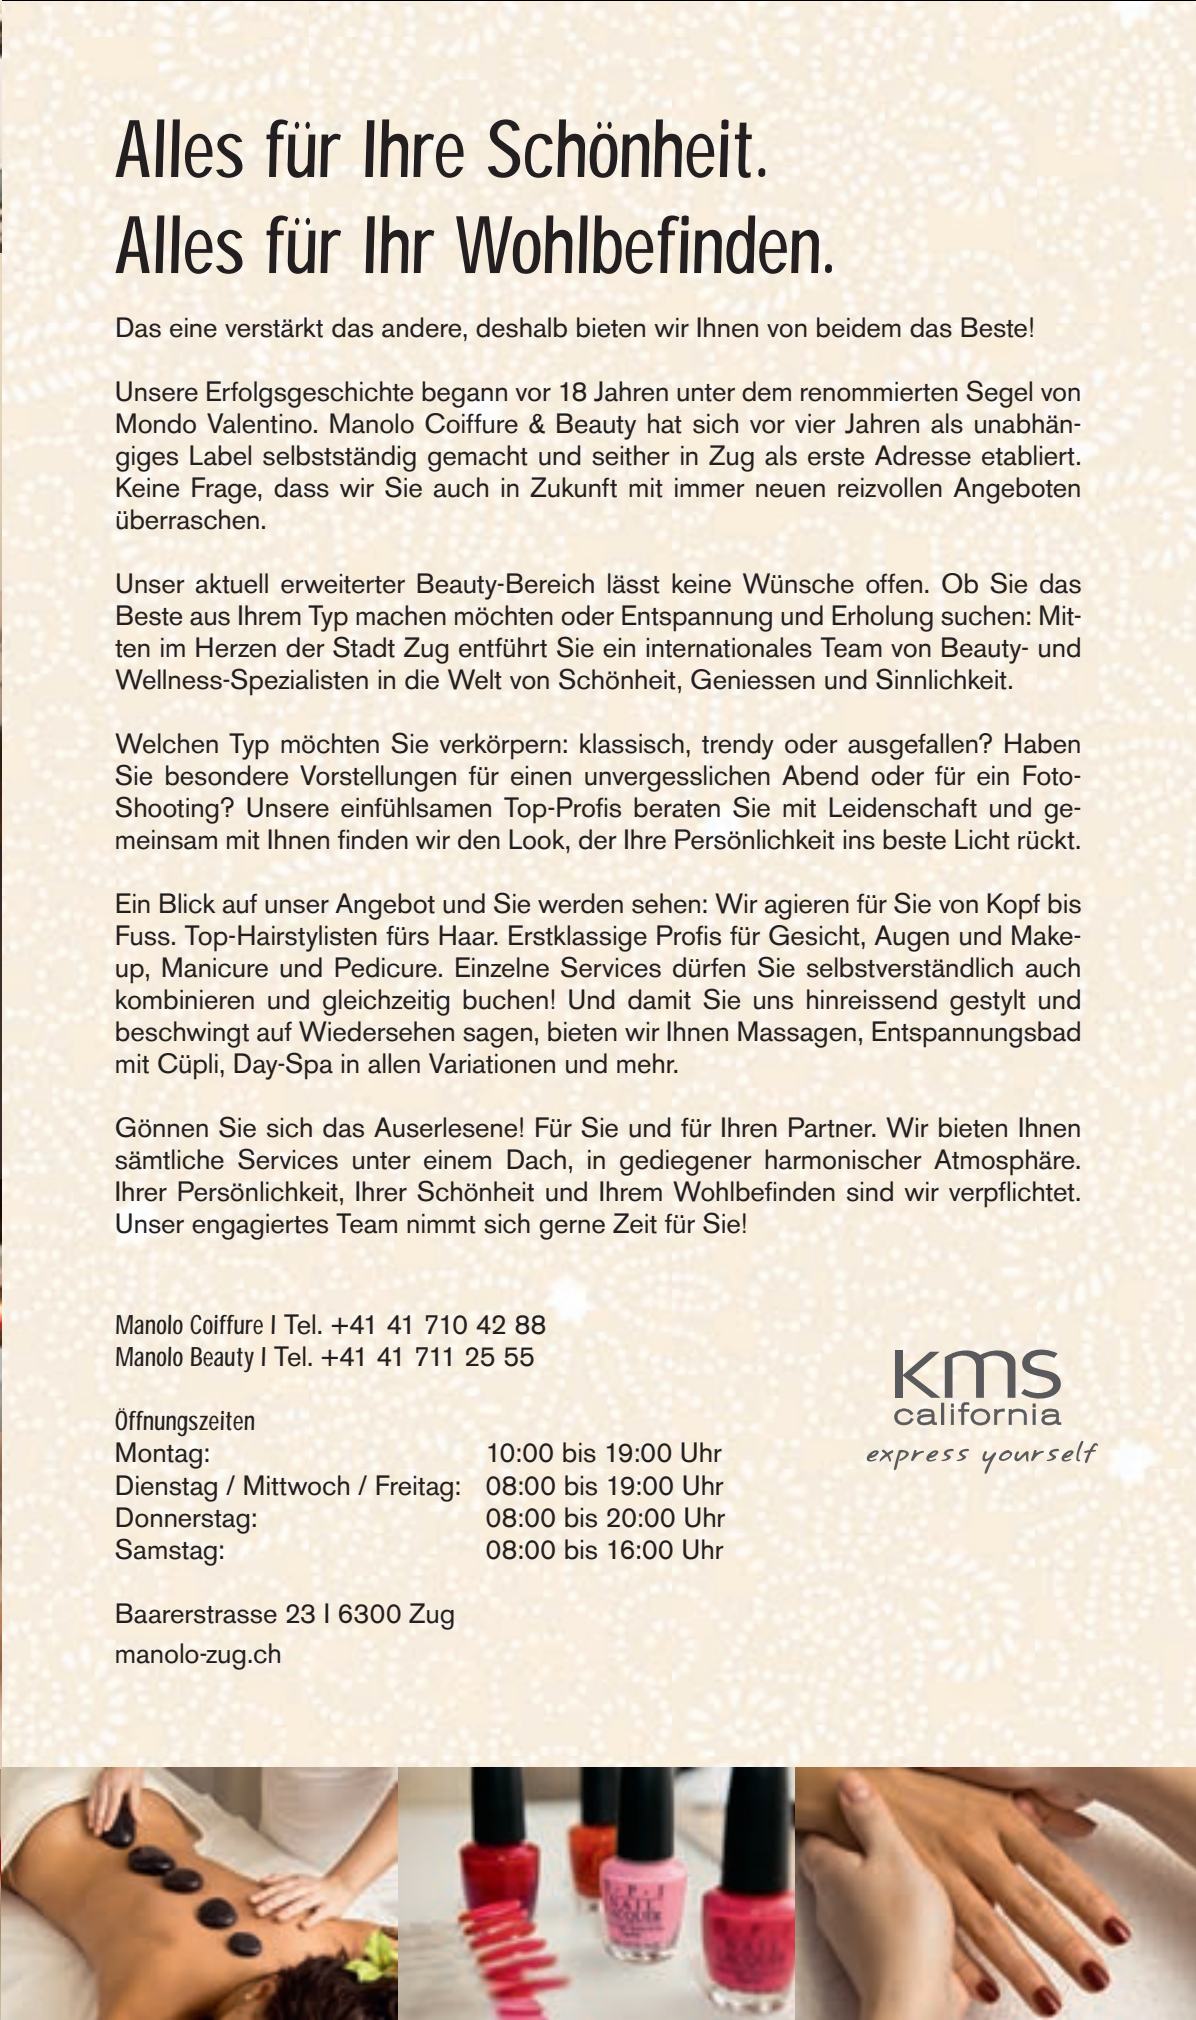 Alles für Ihre Schönheit.
Alles für Ihr Wohlbefinden.
Das eine verstärkt das andere, deshalb bieten wir Ihnen von beidem das Beste!
Unsere Erfolgsgeschichte begann vor 18 Jahren unter dem renommierten Segel von
Mondo Valentino. Manolo Coiffure & Beauty hat sich vor vier Jahren als unabhän-
giges Label selbstständig gemacht und seither in Zug als erste Adresse etabliert.
Keine Frage, dass wir Sie auch in Zukunft mit immer neuen reizvollen Angeboten
überraschen.
Unser aktuell erweiterter Beauty-Bereich lässt keine Wünsche offen. Ob Sie das
Beste aus Ihrem Typ machen möchten oder Entspannung und Erholung suchen: Mit-
ten im Herzen der Stadt Zug entführt Sie ein internationales Team von Beauty- und
Wellness-Spezialisten in die Welt von Schönheit, Geniessen und Sinnlichkeit.
Welchen Typ möchten Sie verkörpern: klassisch, trendy oder ausgefallen? Haben
Sie besondere Vorstellungen für einen unvergesslichen Abend oder für ein Foto-
Shooting? Unsere einfühlsamen Top-Profis beraten Sie mit Leidenschaft und ge-
meinsam mit Ihnen finden wir den Look, der Ihre Persönlichkeit ins beste Licht rückt.
Ein Blick auf unser Angebot und Sie werden sehen: Wir agieren für Sie von Kopf bis
Fuss. Top-Hairstylisten fürs Haar. Erstklassige Profis für Gesicht, Augen und Make-
up, Manicure und Pedicure. Einzelne Services dürfen Sie selbstverständlich auch
kombinieren und gleichzeitig buchen! Und damit Sie uns hinreissend gestylt und
beschwingt auf Wiedersehen sagen, bieten wir Ihnen Massagen, Entspannungsbad
mit Cüpli, Day-Spa in allen Variationen und mehr.
Gönnen Sie sich das Auserlesene! Für Sie und für Ihren Partner. Wir bieten Ihnen
sämtliche Services unter einem Dach, in gediegener harmonischer Atmosphäre.
Ihrer Persönlichkeit, Ihrer Schönheit und Ihrem Wohlbefinden sind wir verpflichtet.
Unser engagiertes Team nimmt sich gerne Zeit für Sie!
Manolo Coiffure I Tel. +41 41 710 42 88
Manolo Beauty I Tel. +41 41 711 25 55
Öffnungszeiten
Montag: 10:00 bis 19:00 Uhr
Dienstag / Mittwoch / Freitag: 08:00 bis 19:00 Uhr
Donnerstag: 08:00 bis 20:00 Uhr
Samstag: 08:00 bis 16:00 Uhr
Baarerstrasse 23 I 6300 Zug
manolo-zug.ch
kms
california
express yourself
O·P·I
NAIL
LACQUER